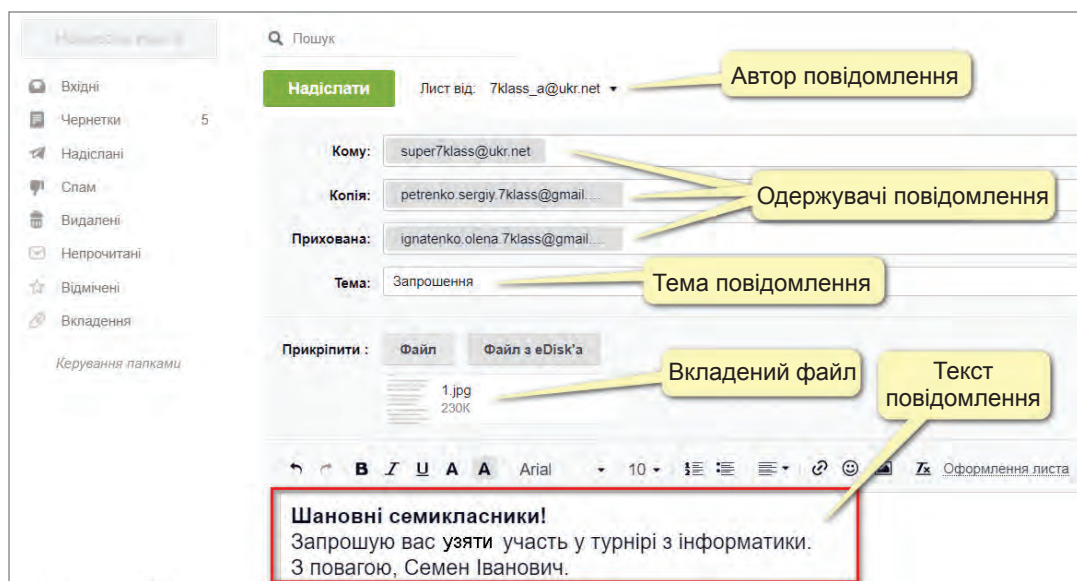 Пошук
Надіслати Лист від: 7klass_a@ukr.net
Автор повідомлення
Вхідні
Чернетки 5
Надіслані
Спам
Видалені
Непрочитані
Відмічені
Вкладення
Керування папками
Кому: super7klass@ukr.net
Копія: petrenko.sergiy.7klass@gmail....
Прихована: ignatenko.olena.7klass@gmail....
Одержувачі повідомлення
Тема: Запрошення
Тема повідомлення
Прикріпити : Файл Файл з eDisk'а
1.jpg
230K
Вкладений файл
Текст
повідомлення
B I U A A Arial 10 Tx Оформлення листа
Шановні семикласники!
Запрошую вас узяти участь у турнірі з інформатики.
З повагою, Семен Іванович.